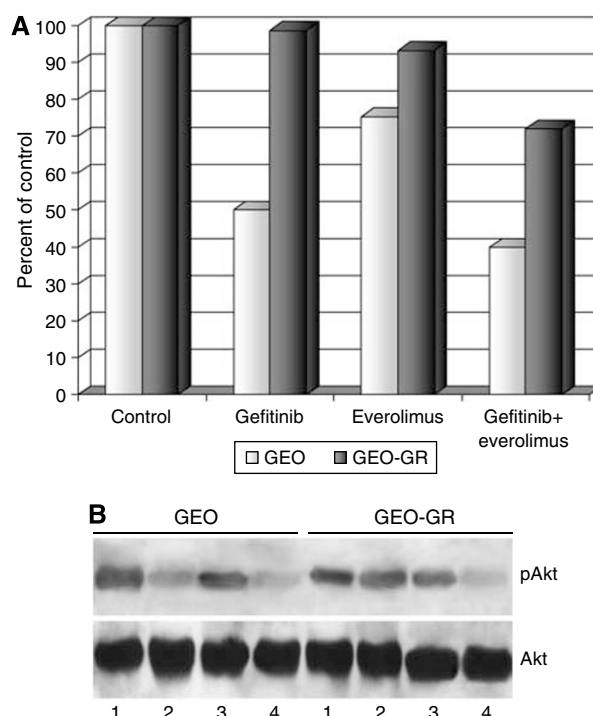 A
Percent of control
100
90
80
70
60
50
40
30
20
10
0
Control Gefitinib Everolimus Gefitinib+
everolimus
GEO GEO-GR
B
GEO GEO-GR
pAkt
Akt
1 2 3 4 1 2 3 4